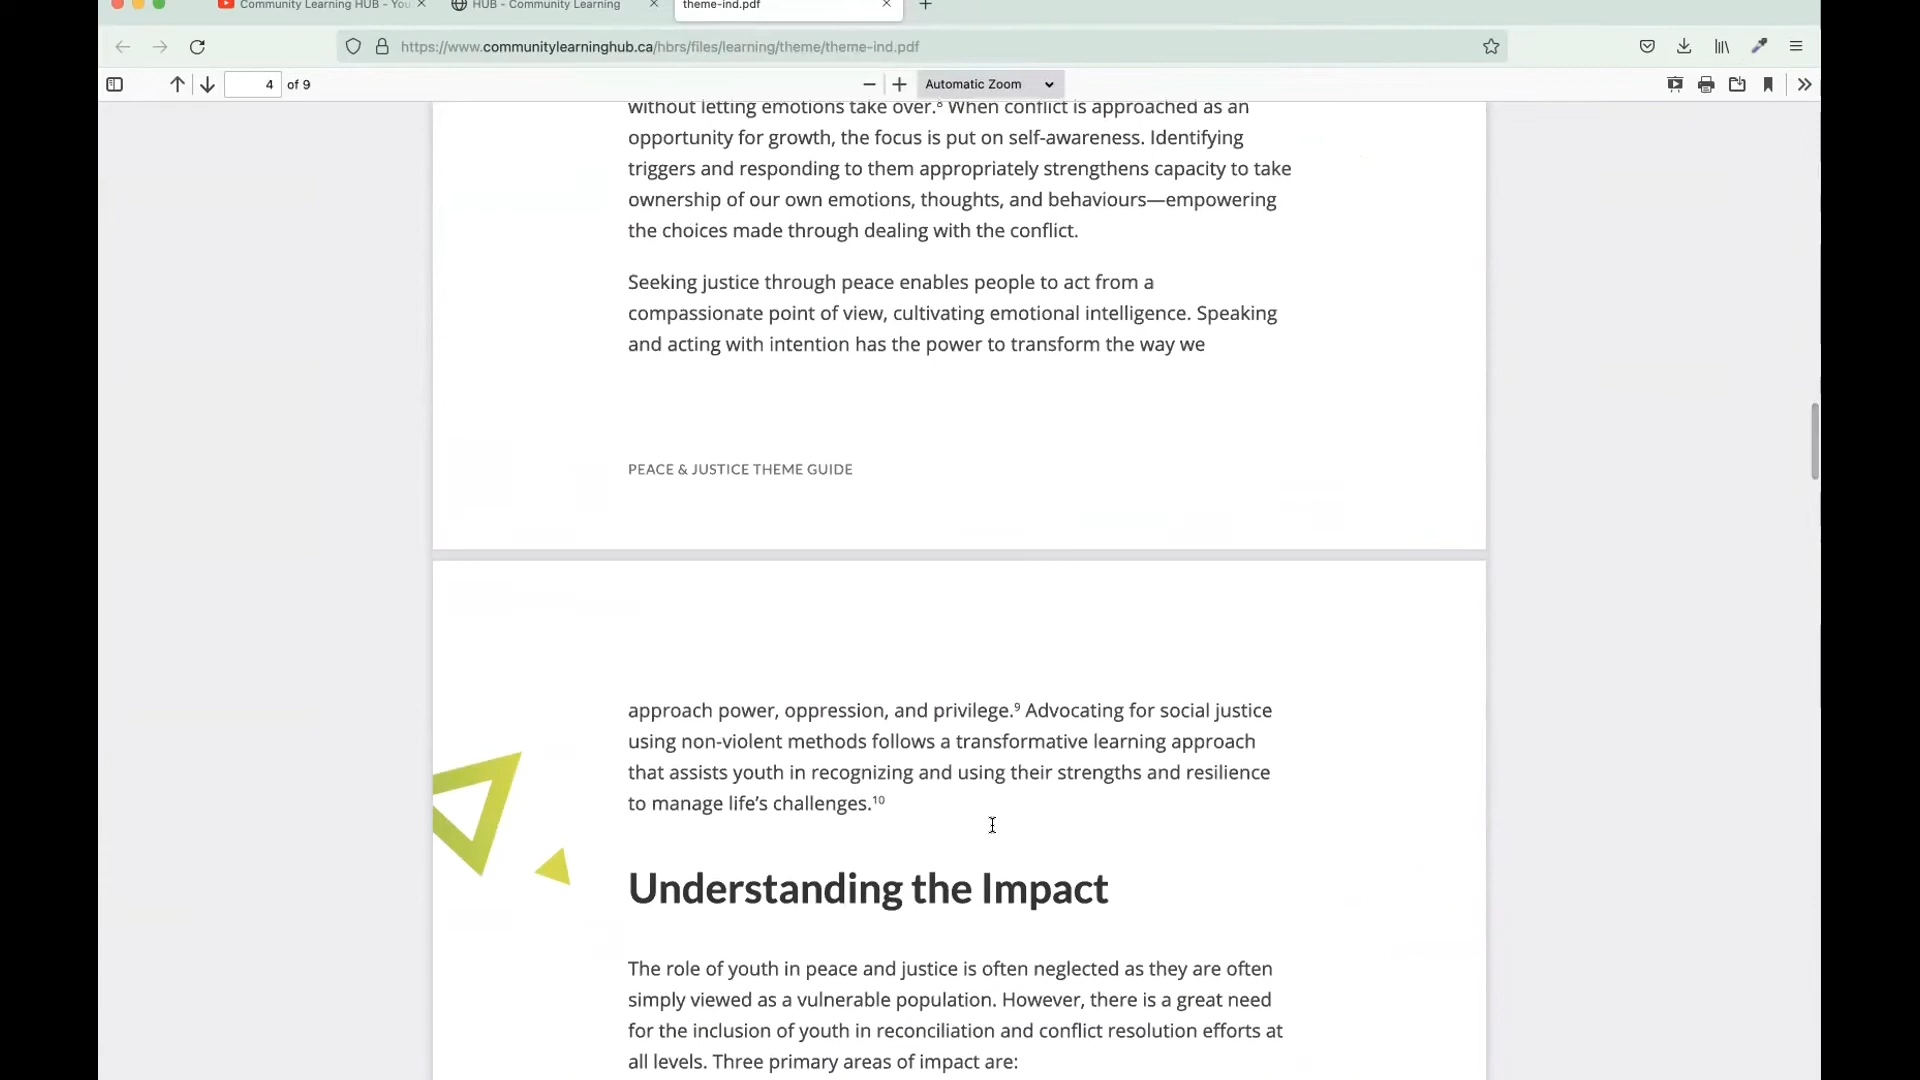 Community Learning HUB - You
HUB - Community Learning
theme-ind.pdf
https://www.communitylearninghub.ca/hbrs/files/learning/theme/theme-ind.pdf
4 of 9
Automatic Zoom
without letting emotions take over.⁸ When conflict is approached as an
opportunity for growth, the focus is put on self-awareness. Identifying
triggers and responding to them appropriately strengthens capacity to take
ownership of our own emotions, thoughts, and behaviours—empowering
the choices made through dealing with the conflict.
Seeking justice through peace enables people to act from a
compassionate point of view, cultivating emotional intelligence. Speaking
and acting with intention has the power to transform the way we
PEACE & JUSTICE THEME GUIDE
approach power, oppression, and privilege.⁹ Advocating for social justice
using non-violent methods follows a transformative learning approach
that assists youth in recognizing and using their strengths and resilience
to manage life’s challenges.¹⁰
Understanding the Impact
The role of youth in peace and justice is often neglected as they are often
simply viewed as a vulnerable population. However, there is a great need
for the inclusion of youth in reconciliation and conflict resolution efforts at
all levels. Three primary areas of impact are: